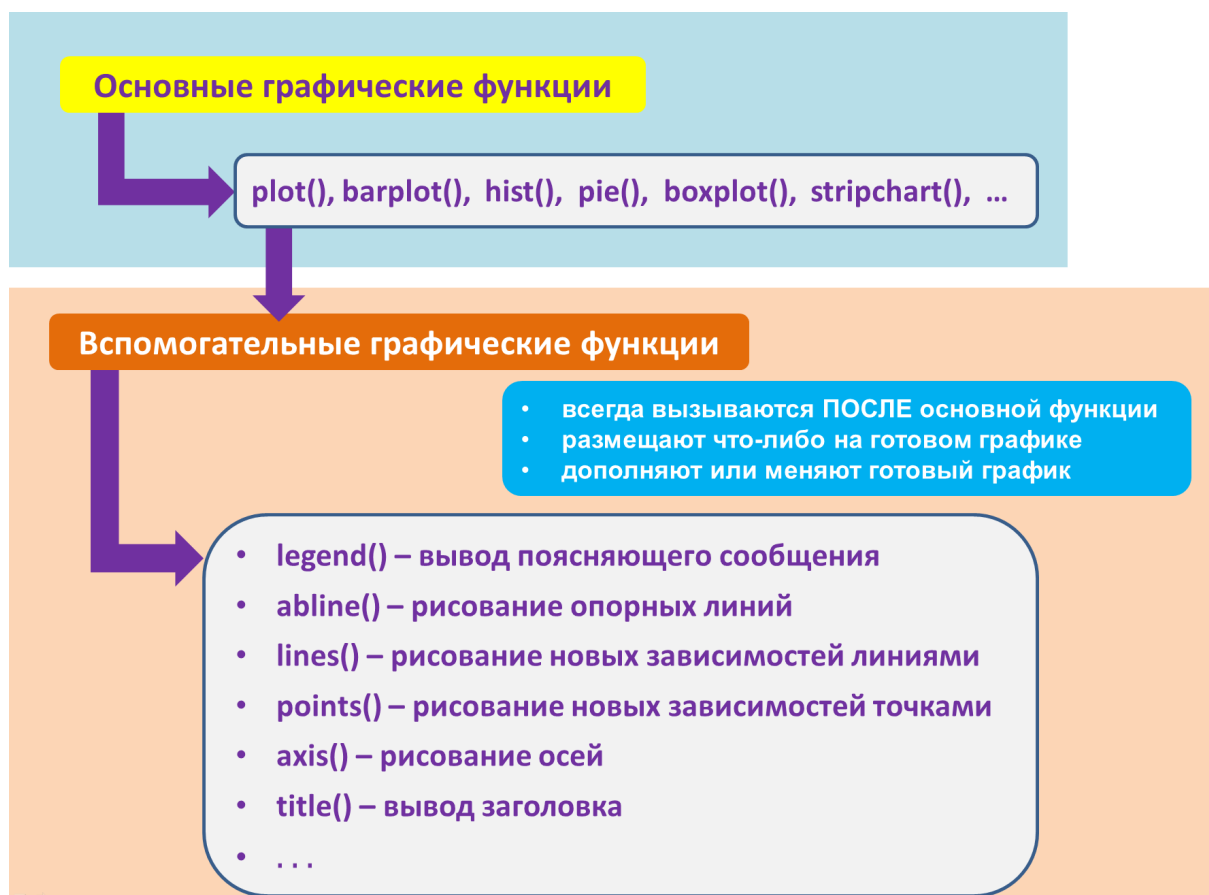 Основные графические функции
plot(), barplot(), hist(), pie(), boxplot(), stripchart(), ...
Вспомогательные графические функции
• всегда вызываются ПОСЛЕ основной функции
• размещают что-либо на готовом графике
• дополняют или меняют готовый график
• legend() – вывод поясняющего сообщения
• abline() – рисование опорных линий
• lines() – рисование новых зависимостей линиями
• points() – рисование новых зависимостей точками
• axis() – рисование осей
• title() – вывод заголовка
• . . .